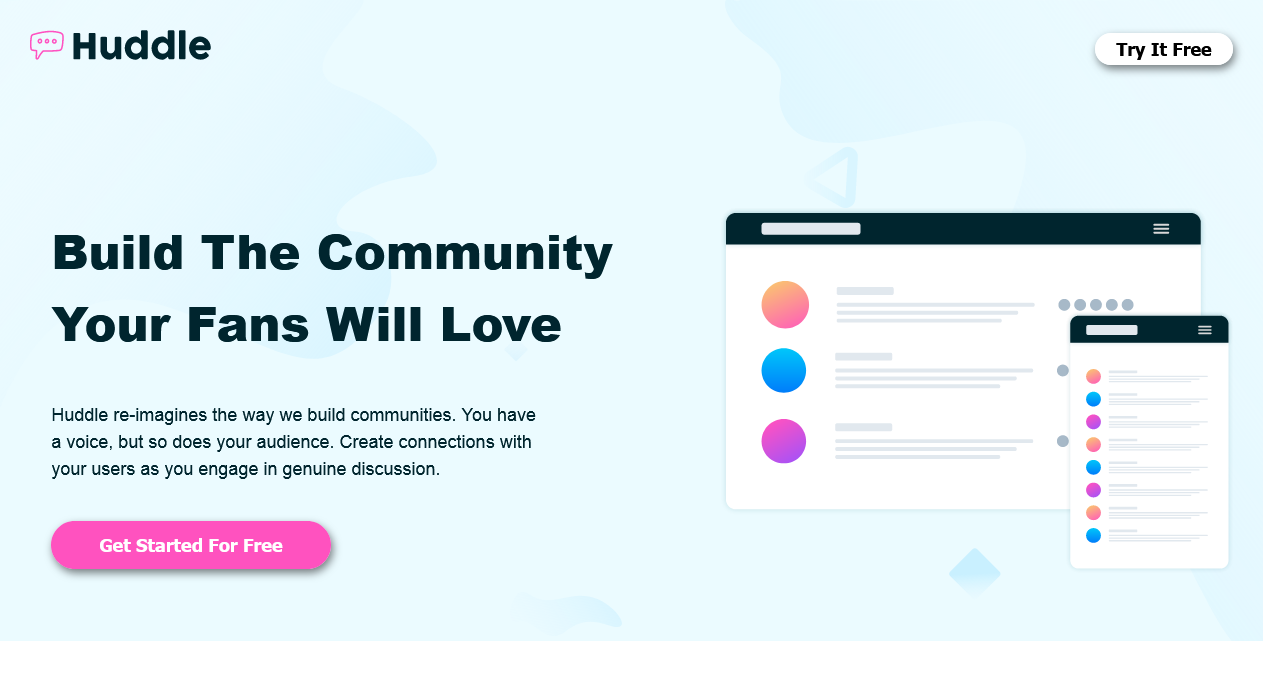 Huddle
Try It Free
Build The Community
Your Fans Will Love
Huddle re-imagines the way we build communities. You have
a voice, but so does your audience. Create connections with
your users as you engage in genuine discussion.
Get Started For Free